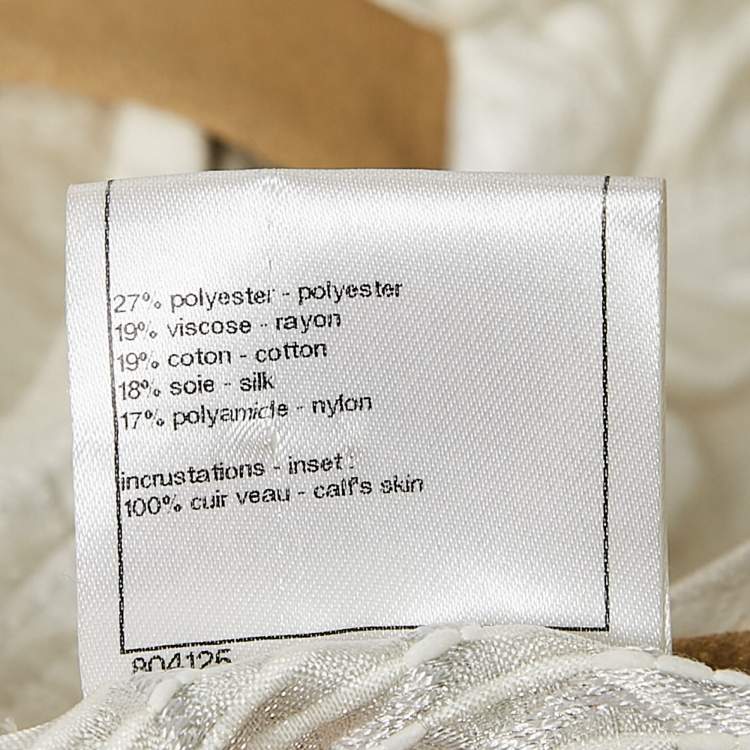 27% polyester - polyester
19% viscose - rayon
19% coton - cotton
18% soie - silk
17% polyamide - nylon
incrustations - inset :
100% cuir veau - calf's skin
804125